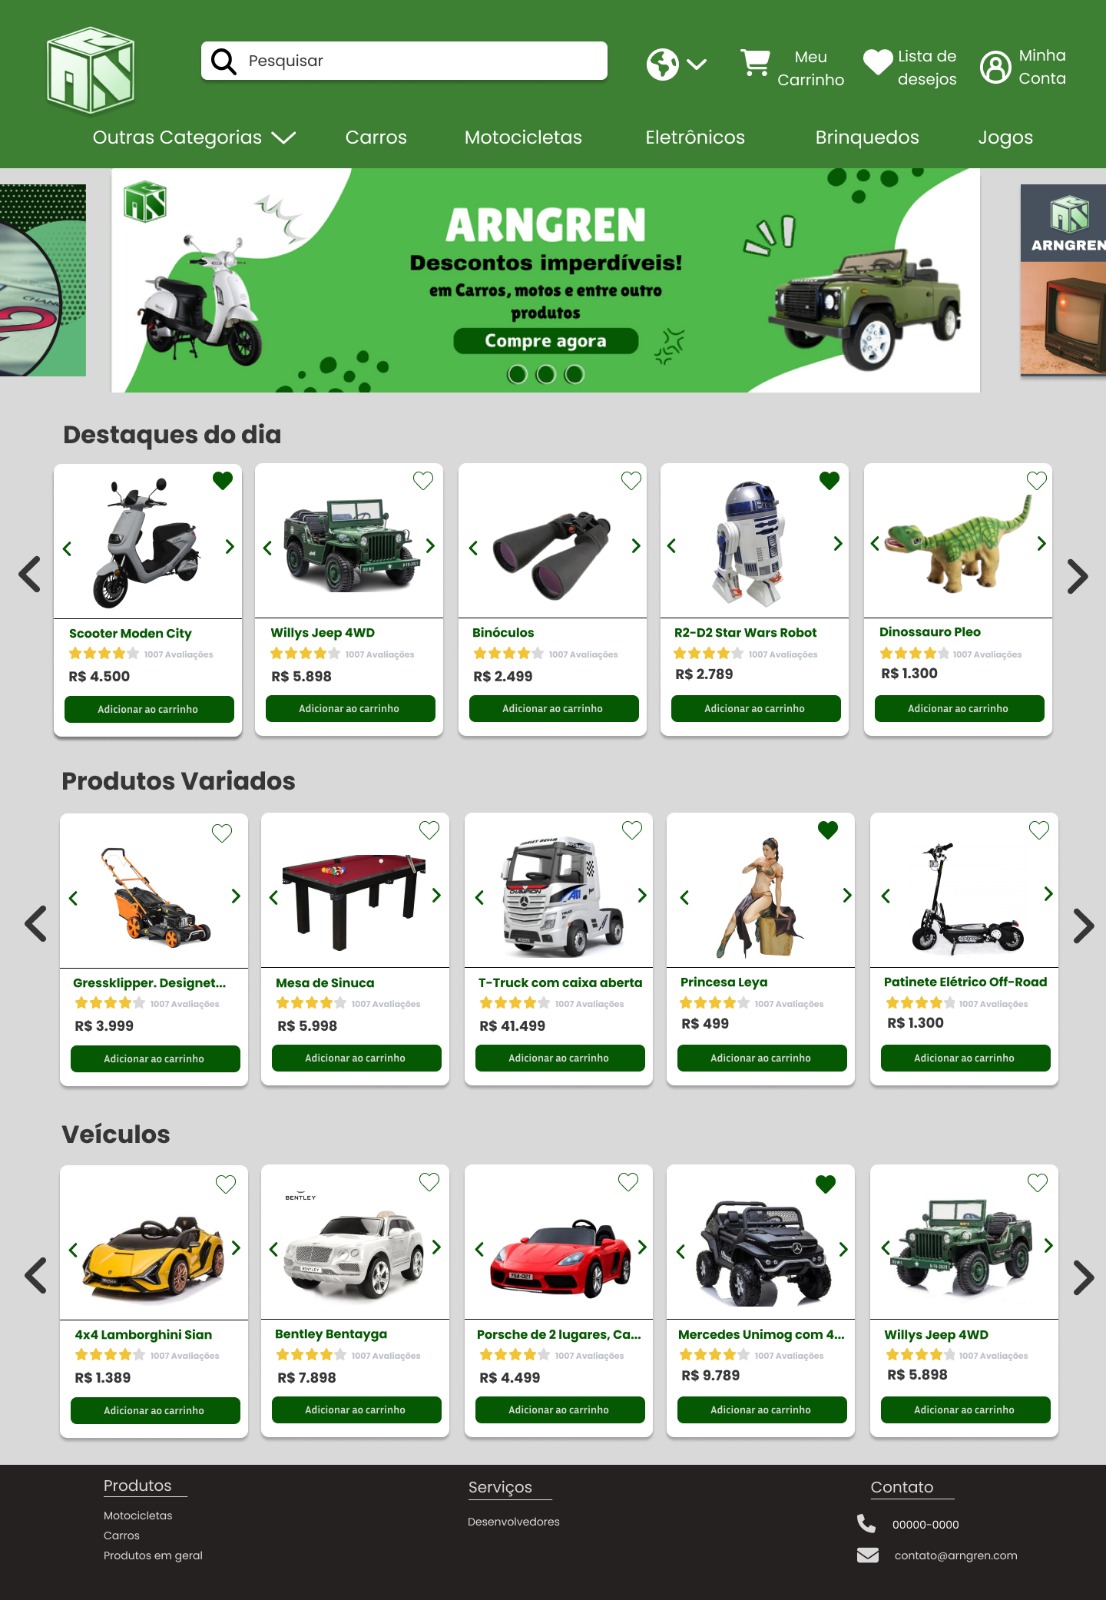 Pesquisar
Meu
Carrinho
Lista de
desejos
Minha
Conta
Outras Categorias
Carros
Motocicletas
Eletrônicos
Brinquedos
Jogos
ARNGREN
Descontos imperdíveis!
em Carros, motos e entre outro
produtos
Compre agora
ARNGREN
Destaques do dia
Scooter Moden City
1007 Avaliações
R$ 4.500
Adicionar ao carrinho
Willys Jeep 4WD
1007 Avaliações
R$ 5.898
Adicionar ao carrinho
Binóculos
1007 Avaliações
R$ 2.499
Adicionar ao carrinho
R2-D2 Star Wars Robot
1007 Avaliações
R$ 2.789
Adicionar ao carrinho
Dinossauro Pleo
1007 Avaliações
R$ 1.300
Adicionar ao carrinho
Produtos Variados
Gressklipper. Designet...
1007 Avaliações
R$ 3.999
Adicionar ao carrinho
Mesa de Sinuca
1007 Avaliações
R$ 5.998
Adicionar ao carrinho
T-Truck com caixa aberta
1007 Avaliações
R$ 41.499
Adicionar ao carrinho
Princesa Leya
1007 Avaliações
R$ 499
Adicionar ao carrinho
Patinete Elétrico Off-Road
1007 Avaliações
R$ 1.300
Adicionar ao carrinho
Veículos
4x4 Lamborghini Sian
1007 Avaliações
R$ 1.389
Adicionar ao carrinho
BENTLEY
Bentley Bentayga
1007 Avaliações
R$ 7.898
Adicionar ao carrinho
Porsche de 2 lugares, Ca...
1007 Avaliações
R$ 4.499
Adicionar ao carrinho
Mercedes Unimog com 4...
1007 Avaliações
R$ 9.789
Adicionar ao carrinho
Willys Jeep 4WD
1007 Avaliações
R$ 5.898
Adicionar ao carrinho
Produtos
Motocicletas
Carros
Produtos em geral
Serviços
Desenvolvedores
Contato
00000-0000
contato@arngren.com